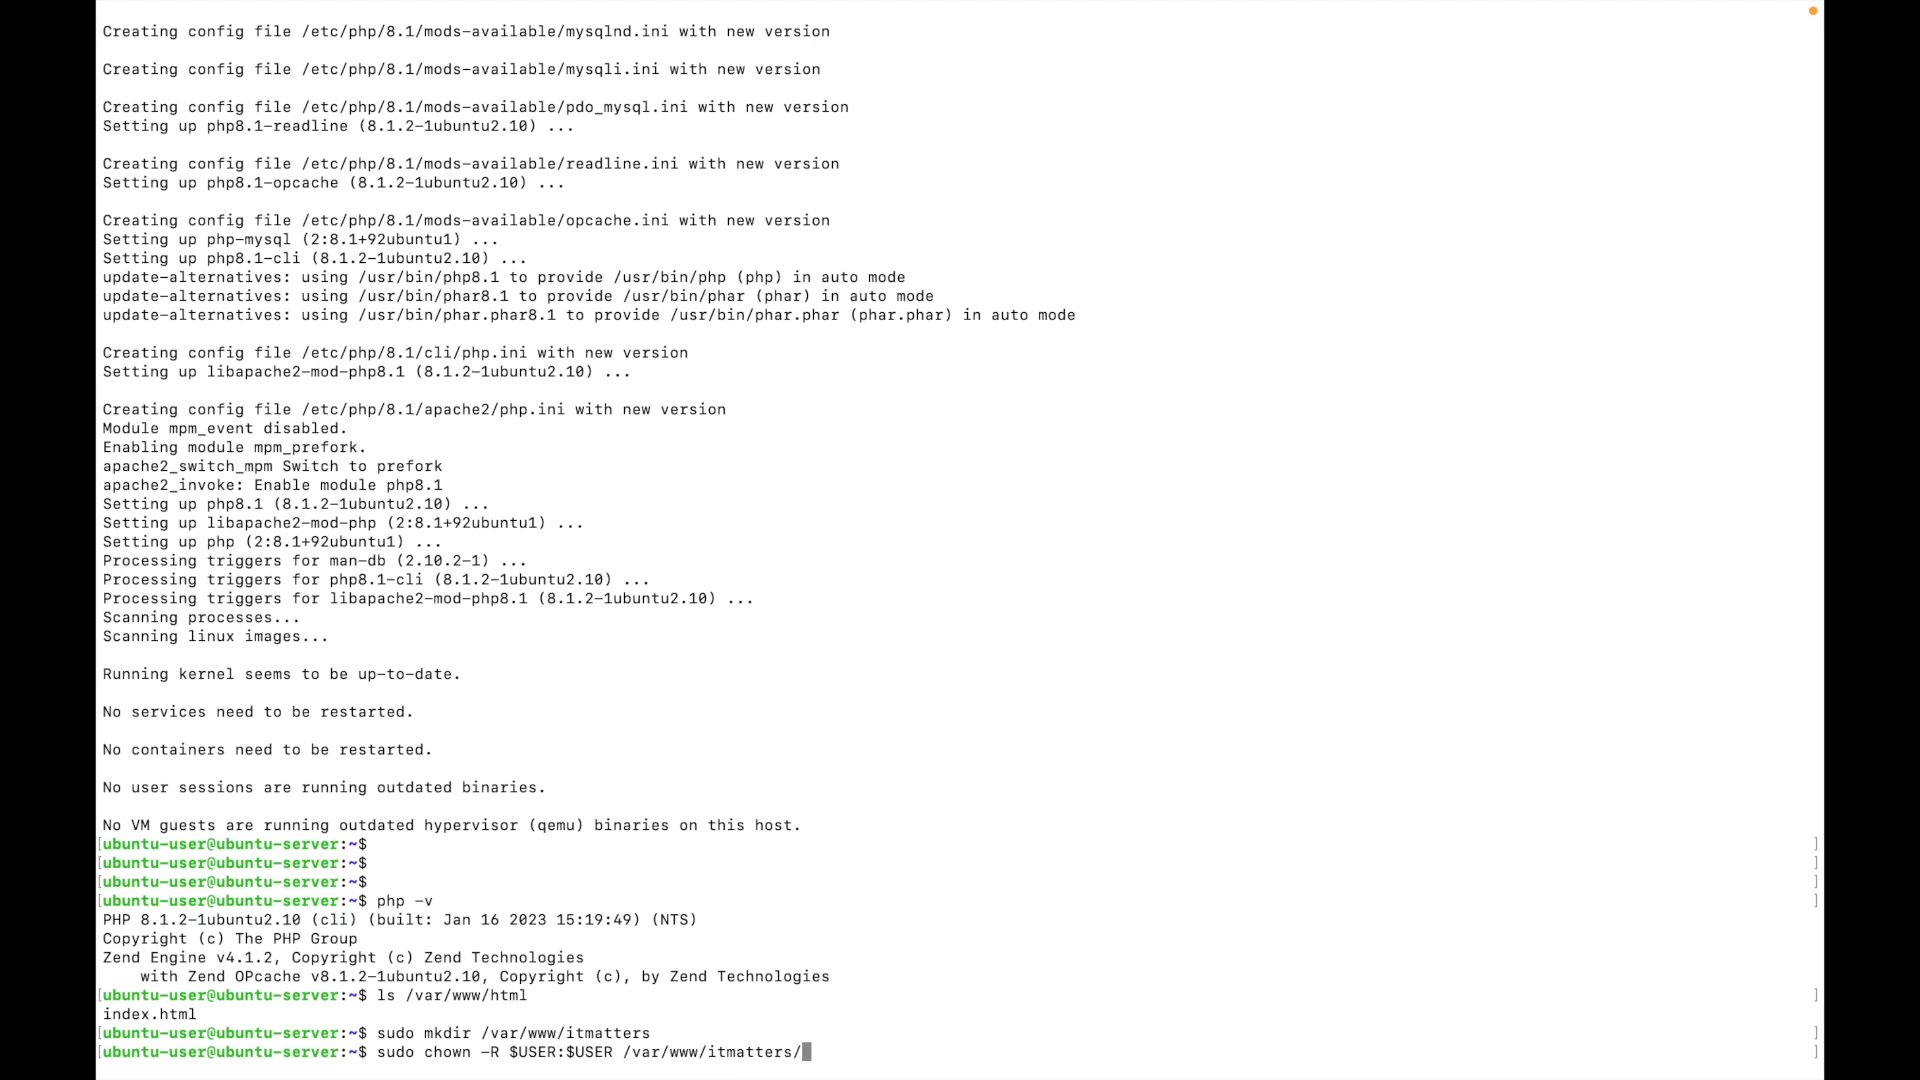 Creating config file /etc/php/8.1/mods-available/mysqlnd.ini with new version
Creating config file /etc/php/8.1/mods-available/mysqli.ini with new version
Creating config file /etc/php/8.1/mods-available/pdo_mysql.ini with new version
Setting up php8.1-readline (8.1.2-1ubuntu2.10) ...
Creating config file /etc/php/8.1/mods-available/readline.ini with new version
Setting up php8.1-opcache (8.1.2-1ubuntu2.10) ...
Creating config file /etc/php/8.1/mods-available/opcache.ini with new version
Setting up php-mysql (2:8.1+92ubuntu1) ...
Setting up php8.1-cli (8.1.2-1ubuntu2.10) ...
update-alternatives: using /usr/bin/php8.1 to provide /usr/bin/php (php) in auto mode
update-alternatives: using /usr/bin/phar8.1 to provide /usr/bin/phar (phar) in auto mode
update-alternatives: using /usr/bin/phar.phar8.1 to provide /usr/bin/phar.phar (phar.phar) in auto mode
Creating config file /etc/php/8.1/cli/php.ini with new version
Setting up libapache2-mod-php8.1 (8.1.2-1ubuntu2.10) ...
Creating config file /etc/php/8.1/apache2/php.ini with new version
Module mpm_event disabled.
Enabling module mpm_prefork.
apache2_switch_mpm Switch to prefork
apache2_invoke: Enable module php8.1
Setting up php8.1 (8.1.2-1ubuntu2.10) ...
Setting up libapache2-mod-php (2:8.1+92ubuntu1) ...
Setting up php (2:8.1+92ubuntu1) ...
Processing triggers for man-db (2.10.2-1) ...
Processing triggers for php8.1-cli (8.1.2-1ubuntu2.10) ...
Processing triggers for libapache2-mod-php8.1 (8.1.2-1ubuntu2.10) ...
Scanning processes...
Scanning linux images...
Running kernel seems to be up-to-date.
No services need to be restarted.
No containers need to be restarted.
No user sessions are running outdated binaries.
No VM guests are running outdated hypervisor (qemu) binaries on this host.
[ubuntu-user@ubuntu-server:~$ ]
[ubuntu-user@ubuntu-server:~$ ]
[ubuntu-user@ubuntu-server:~$ ]
[ubuntu-user@ubuntu-server:~$ php -v ]
PHP 8.1.2-1ubuntu2.10 (cli) (built: Jan 16 2023 15:19:49) (NTS)
Copyright (c) The PHP Group
Zend Engine v4.1.2, Copyright (c) Zend Technologies
    with Zend OPcache v8.1.2-1ubuntu2.10, Copyright (c), by Zend Technologies
[ubuntu-user@ubuntu-server:~$ ls /var/www/html ]
index.html
[ubuntu-user@ubuntu-server:~$ sudo mkdir /var/www/itmatters ]
[ubuntu-user@ubuntu-server:~$ sudo chown -R $USER:$USER /var/www/itmatters/ ]